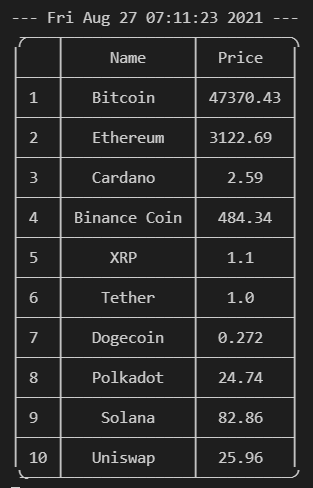 --- Fri Aug 27 07:11:23 2021 ---
Name Price
1 Bitcoin 47370.43
2 Ethereum 3122.69
3 Cardano 2.59
4 Binance Coin 484.34
5 XRP 1.1
6 Tether 1.0
7 Dogecoin 0.272
8 Polkadot 24.74
9 Solana 82.86
10 Uniswap 25.96